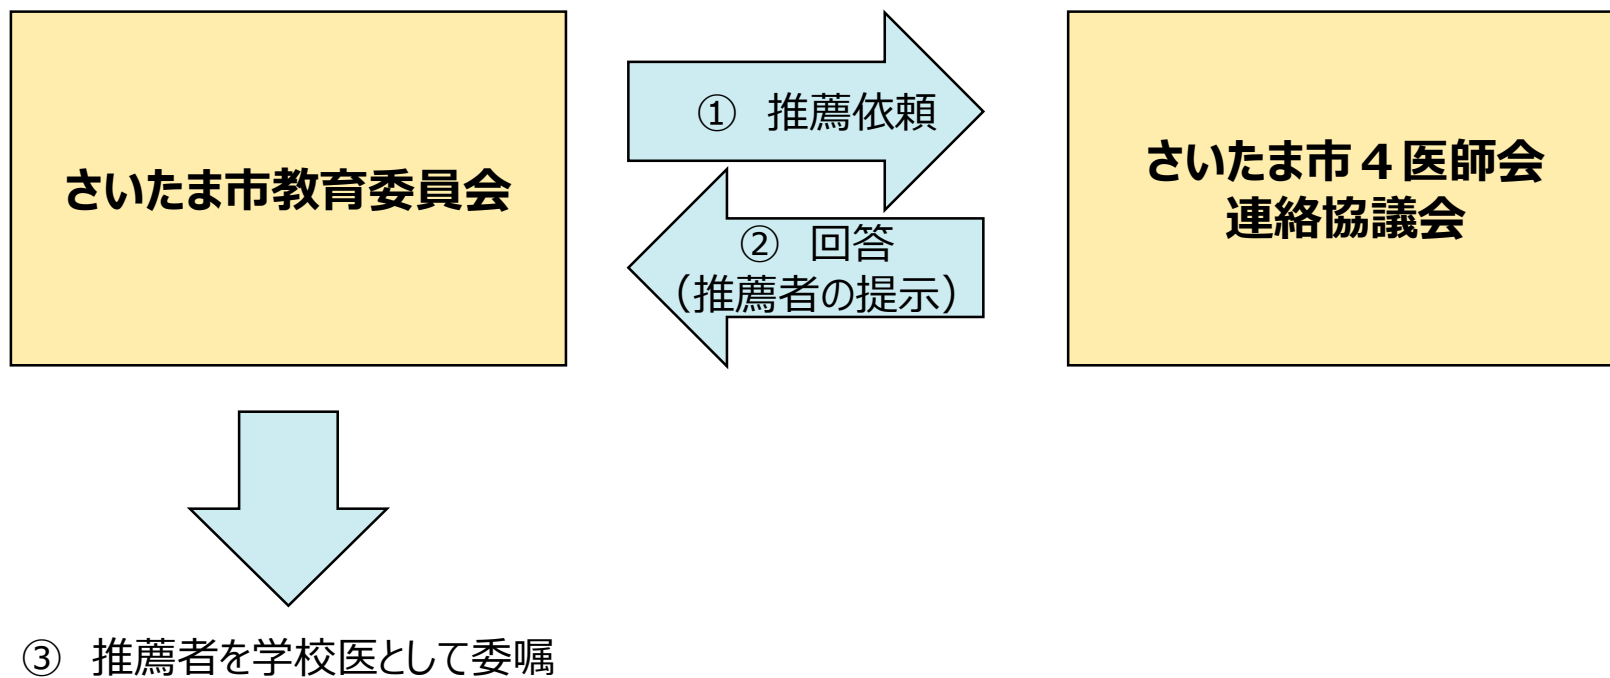 さいたま市教育委員会
① 推薦依頼
② 回答
（推薦者の提示）
さいたま市４医師会
連絡協議会
③ 推薦者を学校医として委嘱